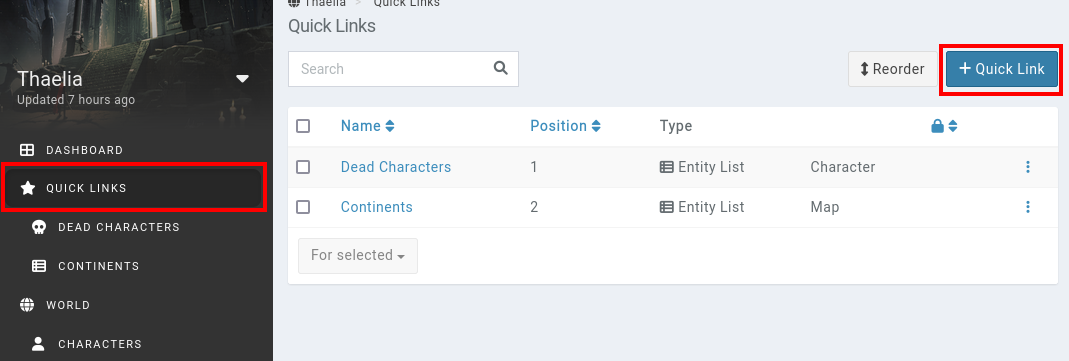 Thaelia > Quick Links
Quick Links
Thaelia
Updated 7 hours ago
DASHBOARD
QUICK LINKS
DEAD CHARACTERS
CONTINENTS
WORLD
CHARACTERS
Search
Reorder
+ Quick Link
Name Position Type
Dead Characters 1 Entity List Character
Continents 2 Entity List Map
For selected